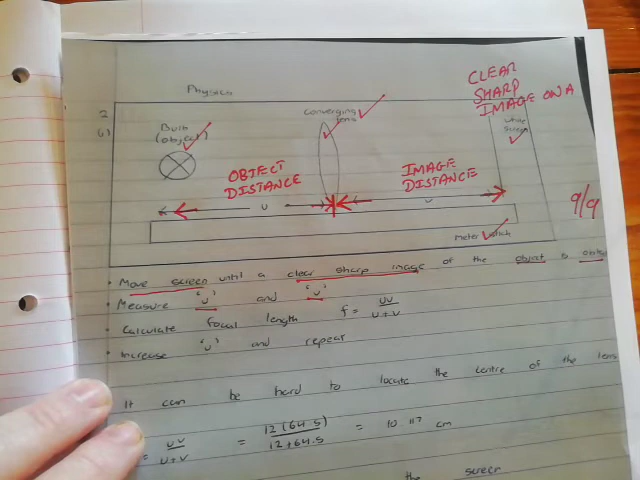 Physics
2
CLEAR
SHARP
IMAGE ON A
converging
lens
white
screen
(i)
Bulb
(object)
OBJECT
DISTANCE
IMAGE
DISTANCE
u
v
9/9
meter stick
• Move screen until a clear sharp image of the object is
• Measure 'u' and 'v'
• Calculate focal length f = uv/u+v
• Increase 'u' and repeat
It can be hard to locate the centre of the lens
= uv/u+v = 12(64.5)/12+64.5 = 10.117 cm
the screen